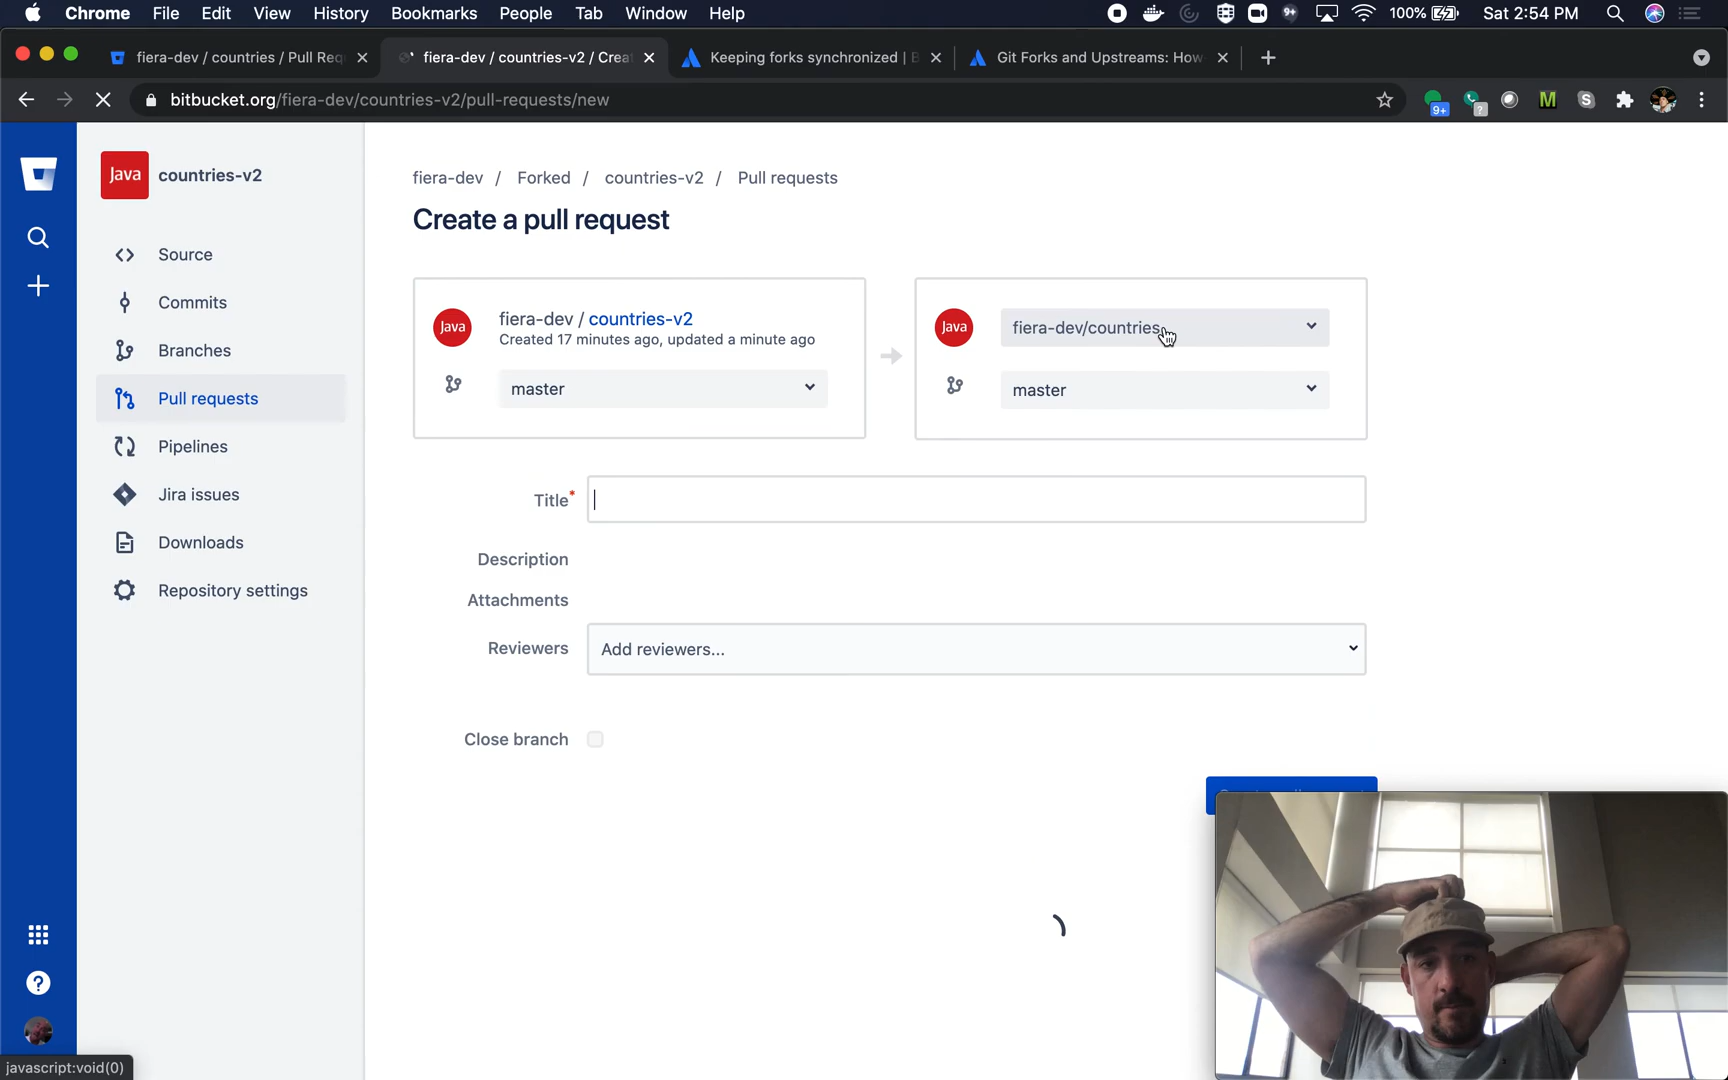 Chrome File Edit View History Bookmarks People Tab Window Help 9+ 100% Sat 2:54 PM
fiera-dev / countries / Pull Req
fiera-dev / countries-v2 / Crea
Keeping forks synchronized | B
Git Forks and Upstreams: How
bitbucket.org/fiera-dev/countries-v2/pull-requests/new
9+
?
M
S
Java countries-v2
Source
Commits
Branches
Pull requests
Pipelines
Jira issues
Downloads
Repository settings
fiera-dev / Forked / countries-v2 / Pull requests
Create a pull request
Java
fiera-dev / countries-v2
Created 17 minutes ago, updated a minute ago
master
Java
fiera-dev/countries
master
Title*
Description
Attachments
Reviewers
Add reviewers...
Close branch
?
javascript:void(0)